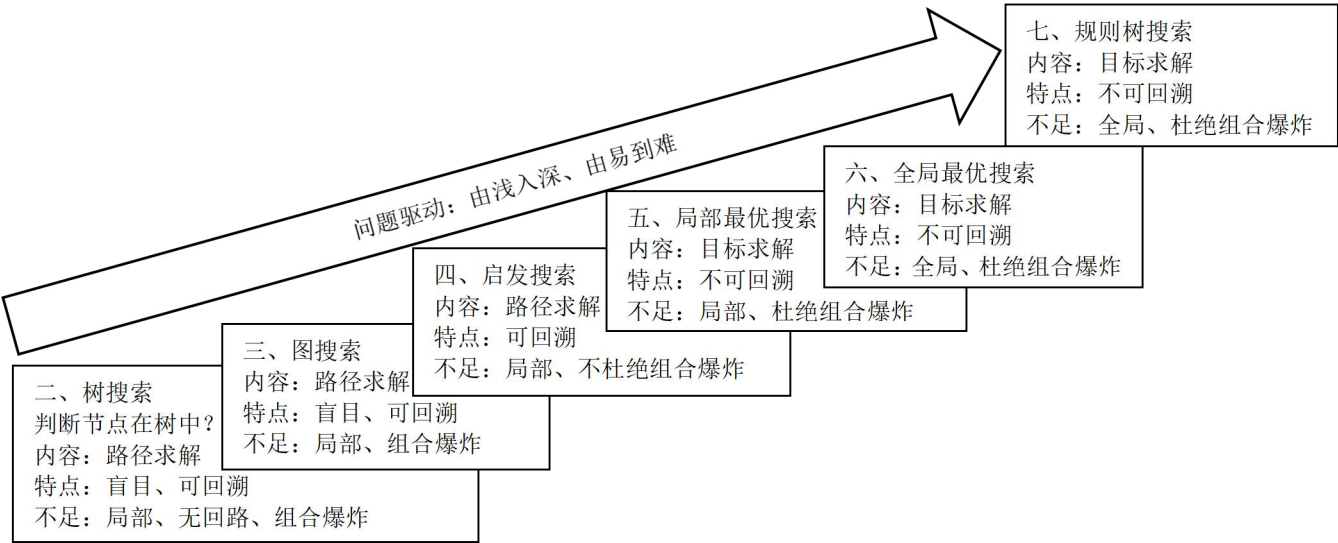 问题驱动：由浅入深、由易到难
二、树搜索
判断节点在树中？
内容：路径求解
特点：盲目、可回溯
不足：局部、无回路、组合爆炸
三、图搜索
内容：路径求解
特点：盲目、可回溯
不足：局部、组合爆炸
四、启发搜索
内容：路径求解
特点：可回溯
不足：局部、不杜绝组合爆炸
五、局部最优搜索
内容：目标求解
特点：不可回溯
不足：局部、杜绝组合爆炸
六、全局最优搜索
内容：目标求解
特点：不可回溯
不足：全局、杜绝组合爆炸
七、规则树搜索
内容：目标求解
特点：不可回溯
不足：全局、杜绝组合爆炸